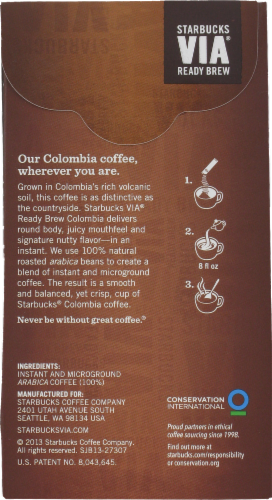 STARBUCKS
VIA®
READY BREW
Our Colombia coffee,
wherever you are.
Grown in Colombia's rich volcanic
soil, this coffee is as distinctive as
the countryside. Starbucks VIA®
Ready Brew Colombia delivers
round body, juicy mouthfeel and
signature nutty flavor—in an
instant. We use 100% natural
roasted arabica beans to create a
blend of instant and microground
coffee. The result is a smooth
and balanced, yet crisp, cup of
Starbucks® Colombia coffee.
Never be without great coffee.®
1.
2.
8 fl oz
3.
INGREDIENTS:
INSTANT AND MICROGROUND
ARABICA COFFEE (100%)
MANUFACTURED FOR:
STARBUCKS COFFEE COMPANY
2401 UTAH AVENUE SOUTH
SEATTLE, WA 98134 USA
STARBUCKSVIA.COM
© 2013 Starbucks Coffee Company.
All rights reserved. SJB13-27307
U.S. PATENT NO. 8,043,645.
CONSERVATION
INTERNATIONAL
Proud partners in ethical
coffee sourcing since 1998.
Find out more at
starbucks.com/responsibility
or conservation.org